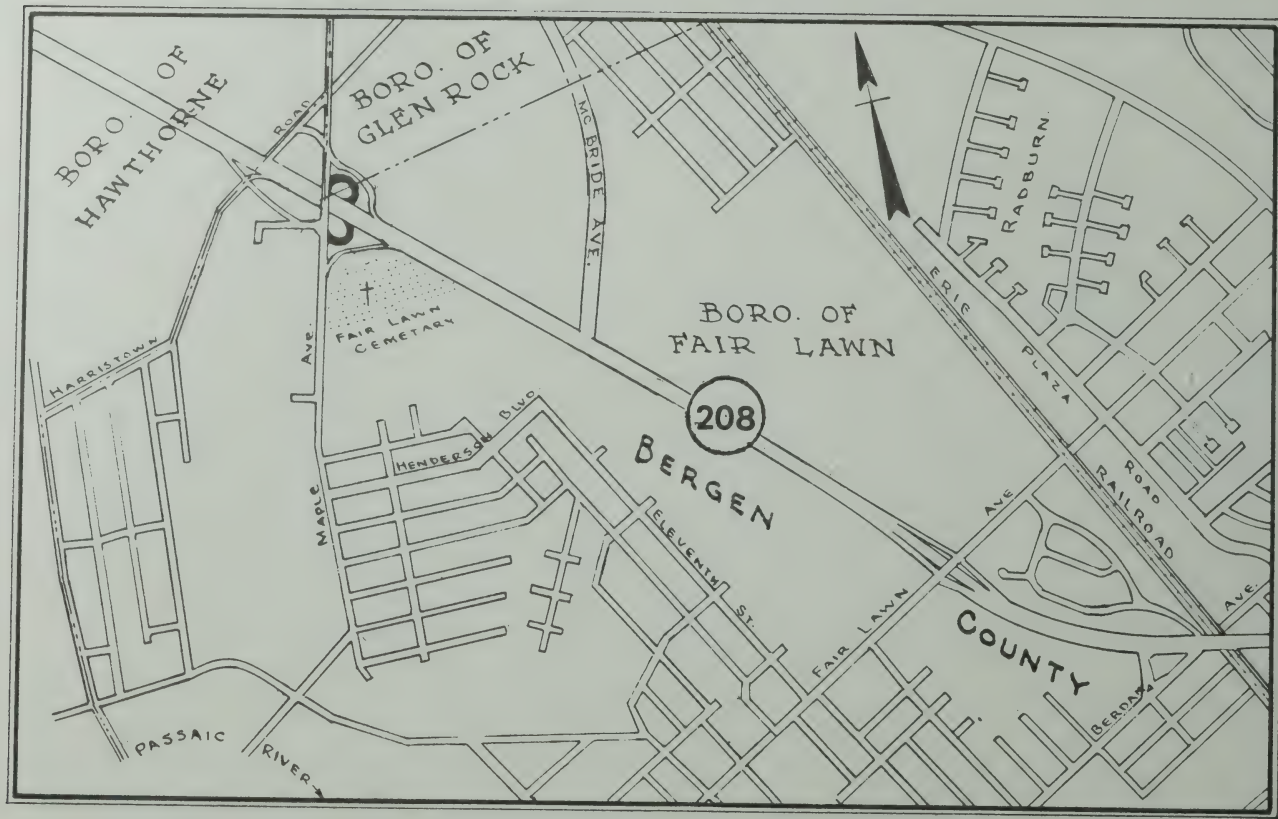 BORO. OF
HAWTHORNE
ROAD
BORO. OF
GLEN ROCK
MC BRIDE AVE.
RADBURN.
ERIE
PLAZA
ROAD
RAILROAD
FAIR LAWN
CEMETARY
BORO. OF
FAIR LAWN
HARRISTOWN
MAPLE AVE.
HENDERSON BLVD.
208
BERGEN
COUNTY
ELEVENTH ST.
FAIR LAWN AVE
BERDAN AVE.
PASSAIC
RIVER